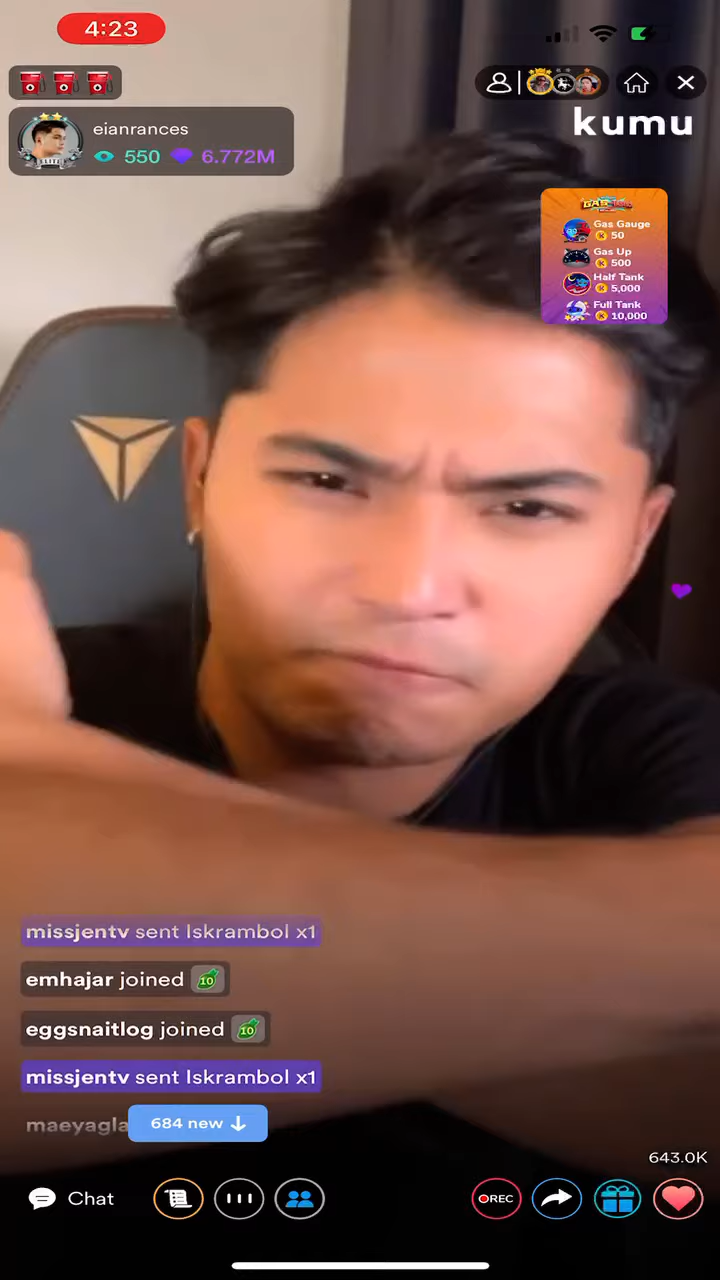 4:23
eianrances
550 6.772M
ELITE
kumu
Gas Gauge
50
Gas Up
500
Half Tank
5,000
Full Tank
10,000
missjentv sent Iskrambol x1
emhajar joined 10
eggsnaitlog joined 10
missjentv sent Iskrambol x1
maeyagla
684 new
643.0K
Chat
REC